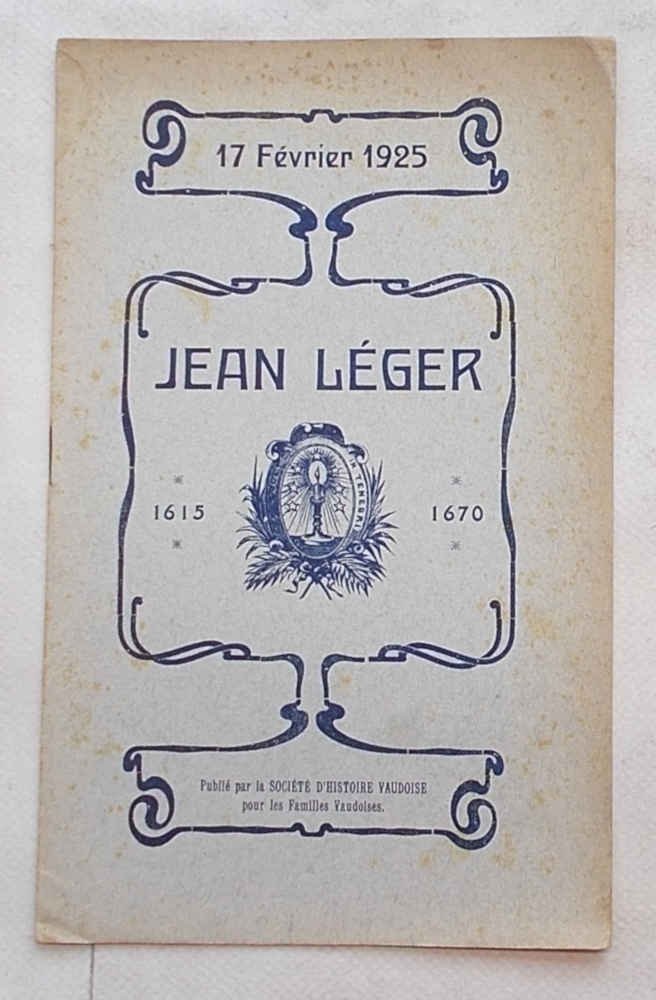 17 Février 1925
JEAN LÉGER
1615
1670
Publié par la SOCIÉTÉ D'HISTOIRE VAUDOISE
pour les Familles Vaudoises.